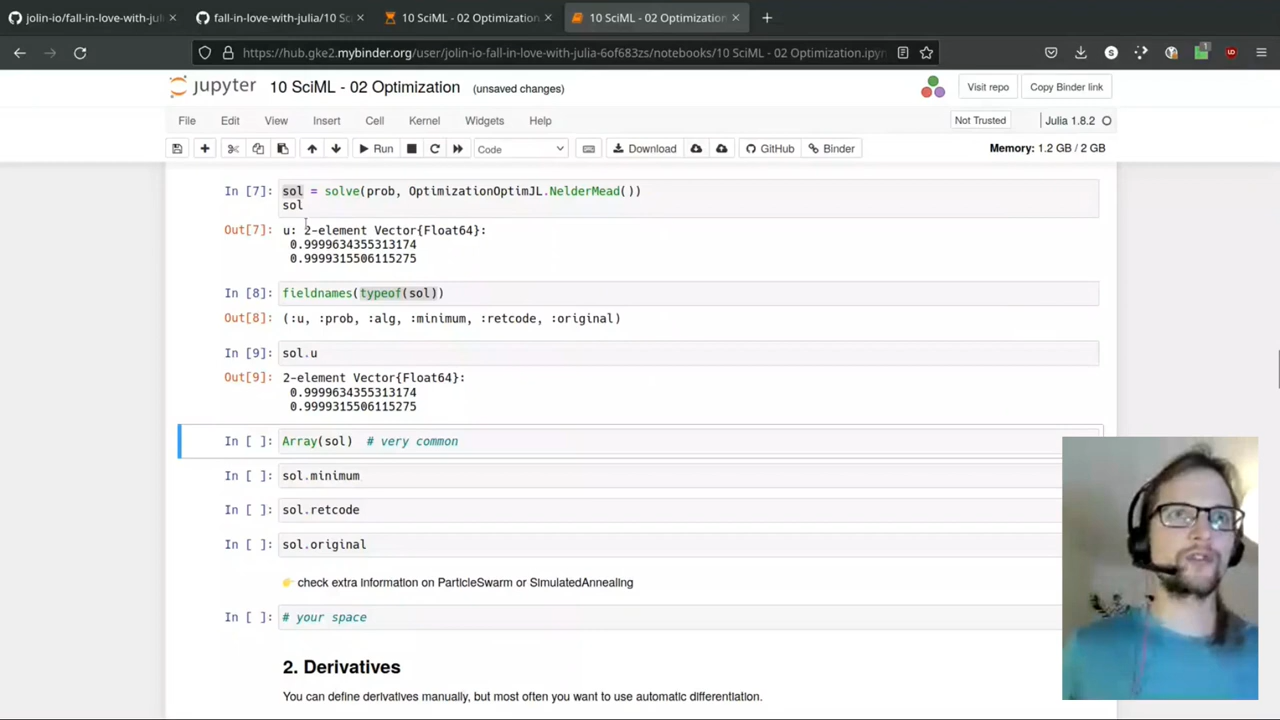 jolin-io/fall-in-love-with-juli
fall-in-love-with-julia/10 Sci
10 SciML - 02 Optimization
10 SciML - 02 Optimization
https://hub.gke2.mybinder.org/user/jolin-io-fall-in-love-with-julia-6of683zs/notebooks/10 SciML - 02 Optimization.ipyn
jupyter 10 SciML - 02 Optimization (unsaved changes) Visit repo Copy Binder link
File Edit View Insert Cell Kernel Widgets Help Not Trusted Julia 1.8.2
Run Code Download GitHub Binder Memory: 1.2 GB / 2 GB
In [7]: sol = solve(prob, OptimizationOptimJL.NelderMead())
sol
Out[7]: u: 2-element Vector{Float64}:
0.9999634355313174
0.9999315506115275
In [8]: fieldnames(typeof(sol))
Out[8]: (:u, :prob, :alg, :minimum, :retcode, :original)
In [9]: sol.u
Out[9]: 2-element Vector{Float64}:
0.9999634355313174
0.9999315506115275
In [ ]: Array(sol)  # very common
In [ ]: sol.minimum
In [ ]: sol.retcode
In [ ]: sol.original
👉 check extra information on ParticleSwarm or SimulatedAnnealing
In [ ]: # your space
2. Derivatives
You can define derivatives manually, but most often you want to use automatic differentiation.